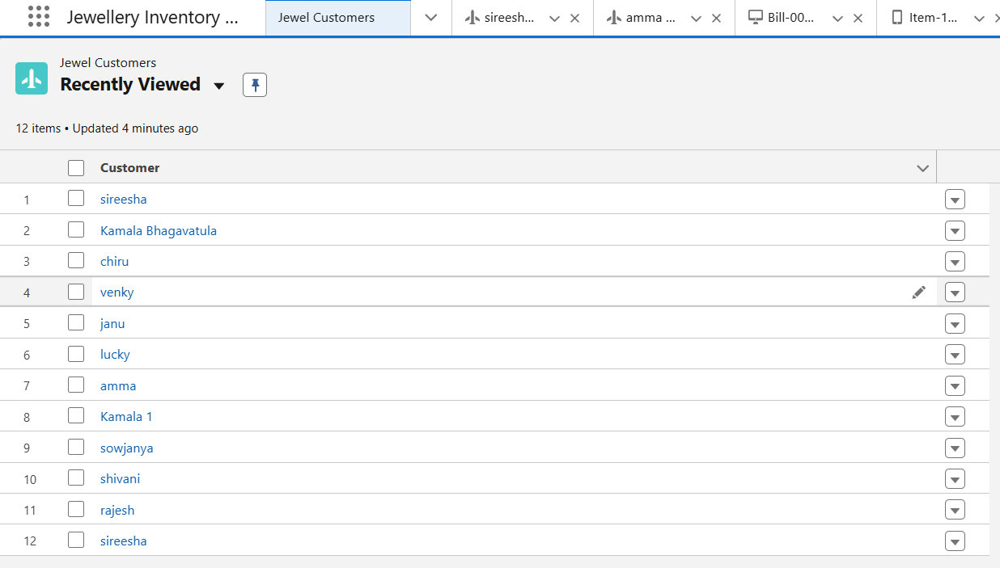 Jewellery Inventory ...
Jewel Customers
sireesh...
amma ...
Bill-00...
Item-1...
Jewel Customers
Recently Viewed
12 items • Updated 4 minutes ago
Customer
1 sireesha
2 Kamala Bhagavatula
3 chiru
4 venky
5 janu
6 lucky
7 amma
8 Kamala 1
9 sowjanya
10 shivani
11 rajesh
12 sireesha